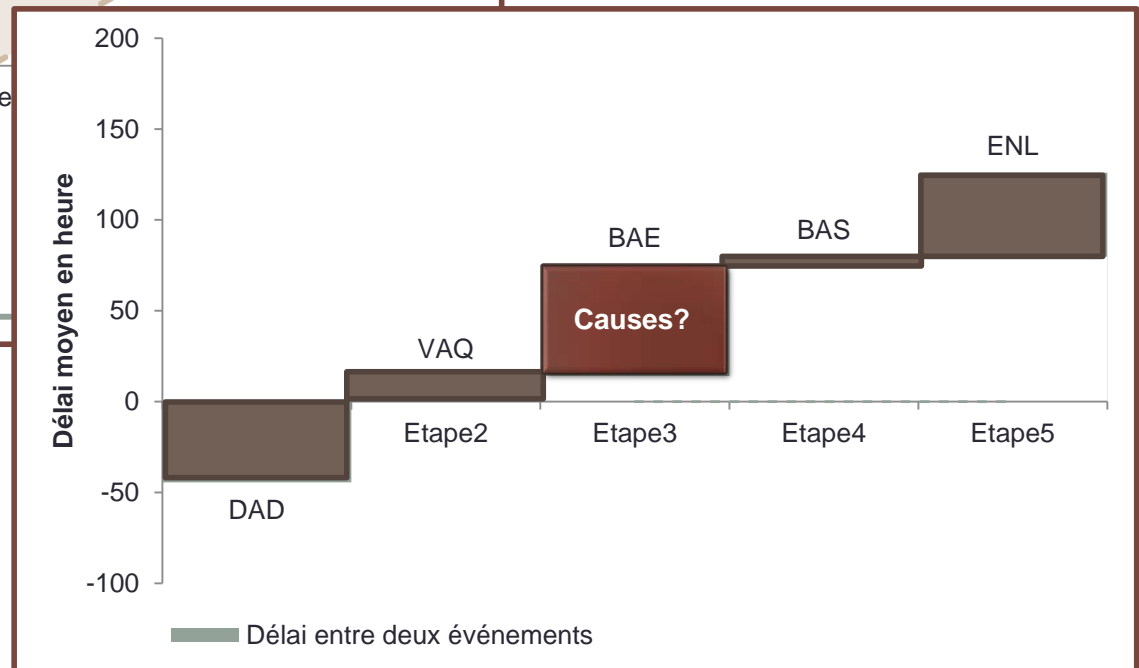 e
Délai moyen en heure
200
150
100
50
0
-50
-100
DAD
VAQ
BAE
BAS
ENL
Causes?
Etape2
Etape3
Etape4
Etape5
Délai entre deux événements